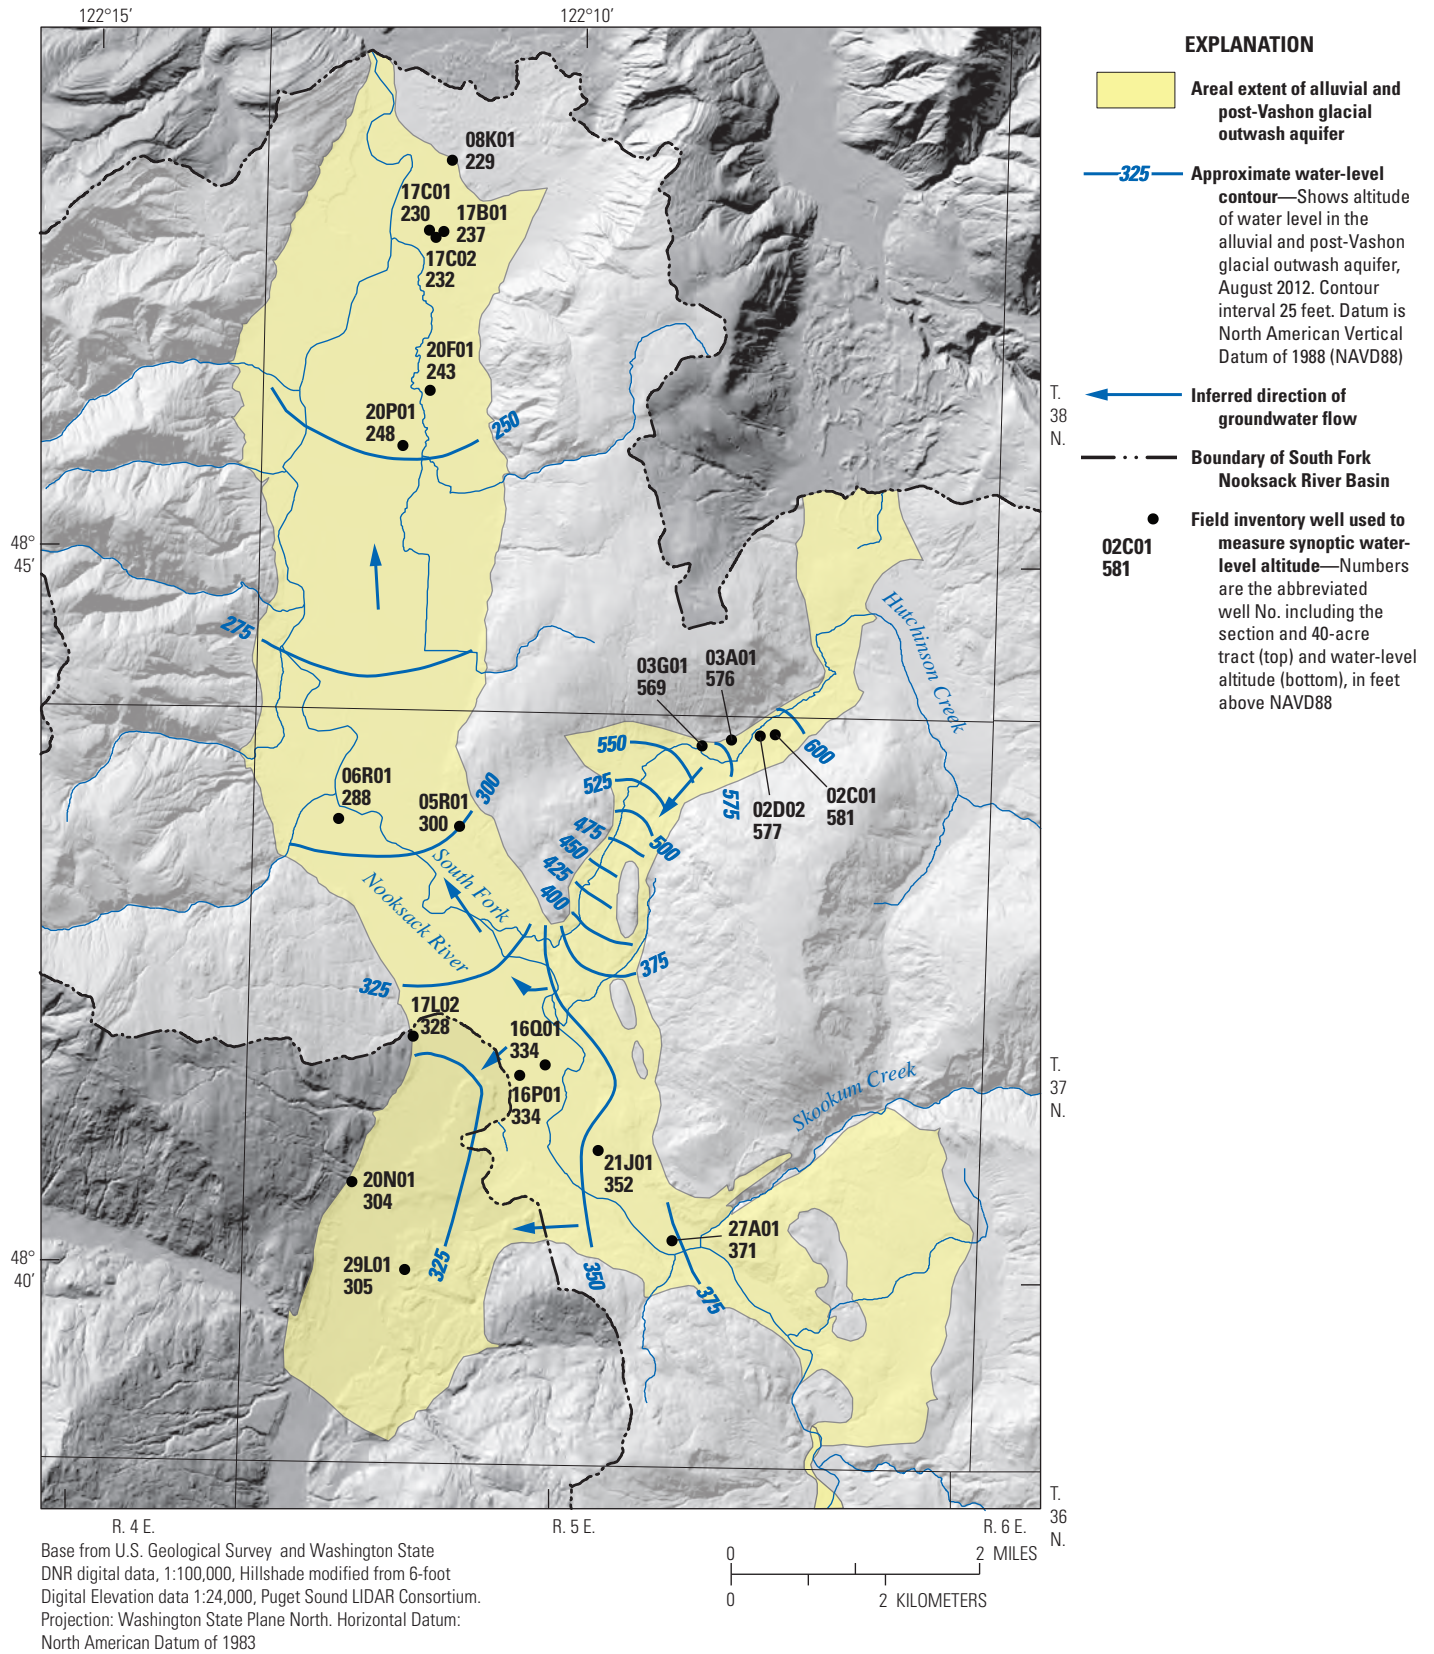 122°15′
122°10′
08K01
229
17C01
230
17B01
237
17C02
232
20F01
243
20P01
248
250
48°
45′
275
Hutchinson Creek
03G01
569
03A01
576
600
550
525
575
02D02
577
02C01
581
500
475
450
425
400
375
06R01
288
05R01
300
300
South Fork
Nooksack River
325
17L02
328
16Q01
334
16P01
334
Skookum Creek
21J01
352
20N01
304
27A01
371
29L01
305
325
350
375
48°
40′
T.
38
N.
T.
37
N.
T.
36
N.
R. 4 E.
R. 5 E.
R. 6 E.
EXPLANATION
Areal extent of alluvial and
post-Vashon glacial
outwash aquifer
325
Approximate water-level
contour—Shows altitude
of water level in the
alluvial and post-Vashon
glacial outwash aquifer,
August 2012. Contour
interval 25 feet. Datum is
North American Vertical
Datum of 1988 (NAVD88)
Inferred direction of
groundwater flow
Boundary of South Fork
Nooksack River Basin
02C01
581
Field inventory well used to
measure synoptic water-
level altitude—Numbers
are the abbreviated
well No. including the
section and 40-acre
tract (top) and water-level
altitude (bottom), in feet
above NAVD88
Base from U.S. Geological Survey and Washington State
DNR digital data, 1:100,000, Hillshade modified from 6-foot
Digital Elevation data 1:24,000, Puget Sound LIDAR Consortium.
Projection: Washington State Plane North. Horizontal Datum:
North American Datum of 1983
0 2 MILES
0 2 KILOMETERS